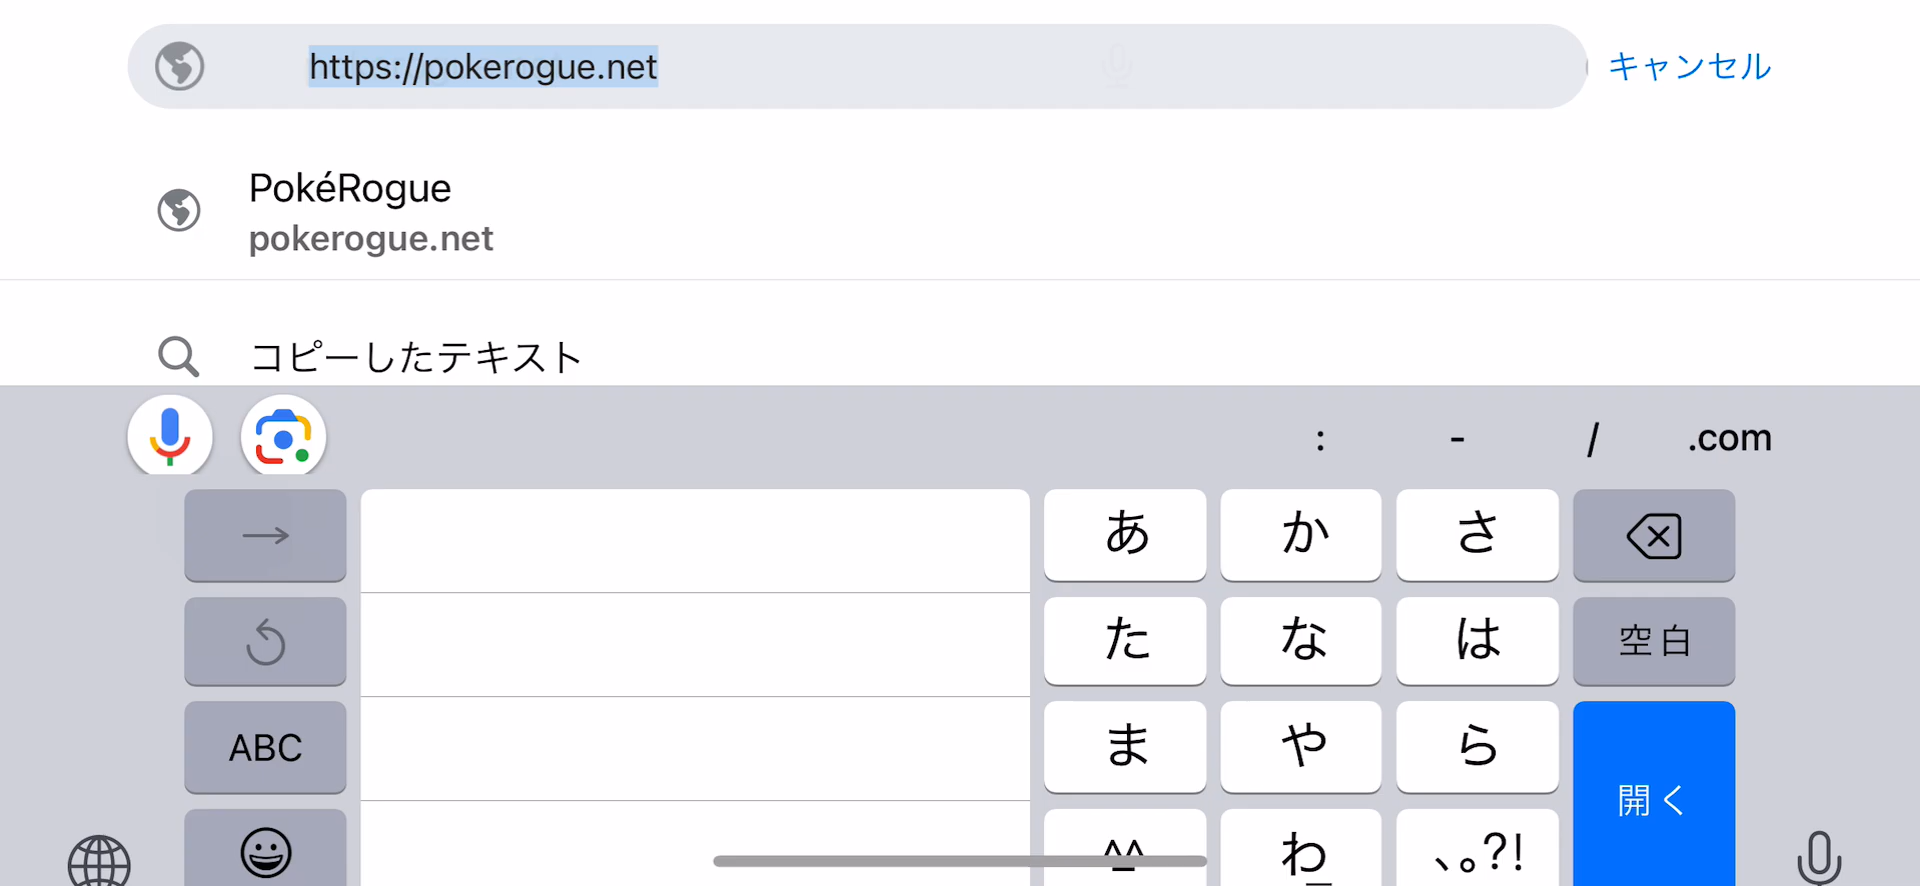 https://pokerogue.net キャンセル
PokéRogue
pokerogue.net
コピーしたテキスト
: - / .com
→ あ か さ
た な は 空白
ABC ま や ら 開く
^^ わ 、。?!